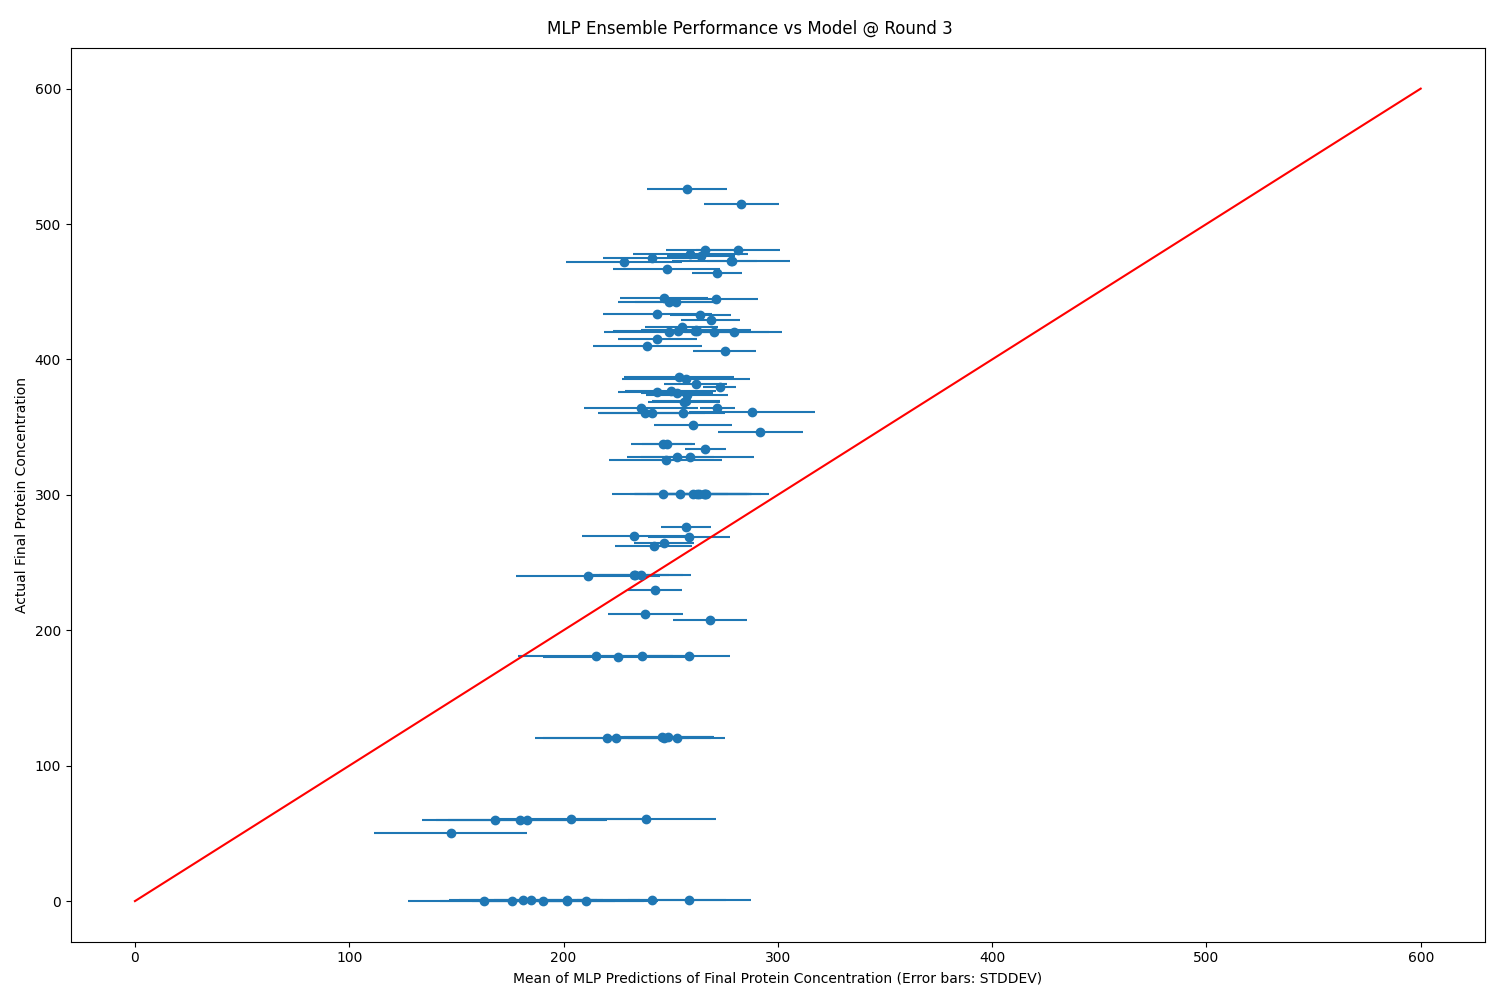 MLP Ensemble Performance vs Model @ Round 3
600
500
400
300
200
100
0
Actual Final Protein Concentration
0 100 200 300 400 500 600
Mean of MLP Predictions of Final Protein Concentration (Error bars: STDDEV)